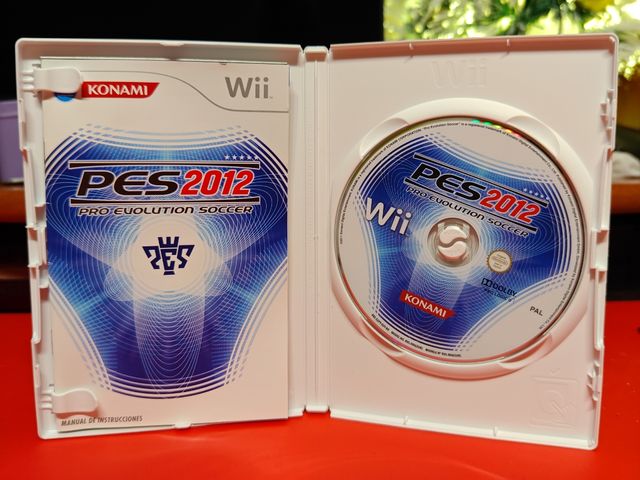 KONAMI
Wii
PES2012
PRO EVOLUTION SOCCER
PES
MANUAL DE INSTRUCCIONES
Wii
PES2012
PRO EVOLUTION SOCCER
Wii
DOLBY
KONAMI
PAL